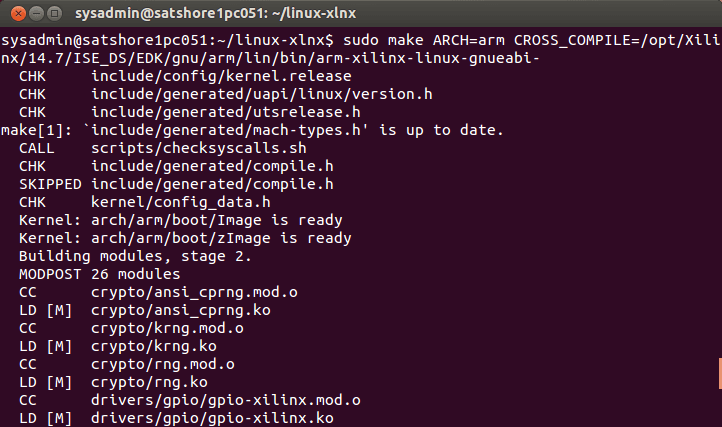 sysadmin@satshore1pc051: ~/linux-xlnx
sysadmin@satshore1pc051:~/linux-xlnx$ sudo make ARCH=arm CROSS_COMPILE=/opt/Xili
nx/14.7/ISE_DS/EDK/gnu/arm/lin/bin/arm-xilinx-linux-gnueabi-
  CHK     include/config/kernel.release
  CHK     include/generated/uapi/linux/version.h
  CHK     include/generated/utsrelease.h
make[1]: `include/generated/mach-types.h' is up to date.
  CALL    scripts/checksyscalls.sh
  CHK     include/generated/compile.h
  SKIPPED include/generated/compile.h
  CHK     kernel/config_data.h
  Kernel: arch/arm/boot/Image is ready
  Kernel: arch/arm/boot/zImage is ready
  Building modules, stage 2.
  MODPOST 26 modules
  CC      crypto/ansi_cprng.mod.o
  LD [M]  crypto/ansi_cprng.ko
  CC      crypto/krng.mod.o
  LD [M]  crypto/krng.ko
  CC      crypto/rng.mod.o
  LD [M]  crypto/rng.ko
  CC      drivers/gpio/gpio-xilinx.mod.o
  LD [M]  drivers/gpio/gpio-xilinx.ko